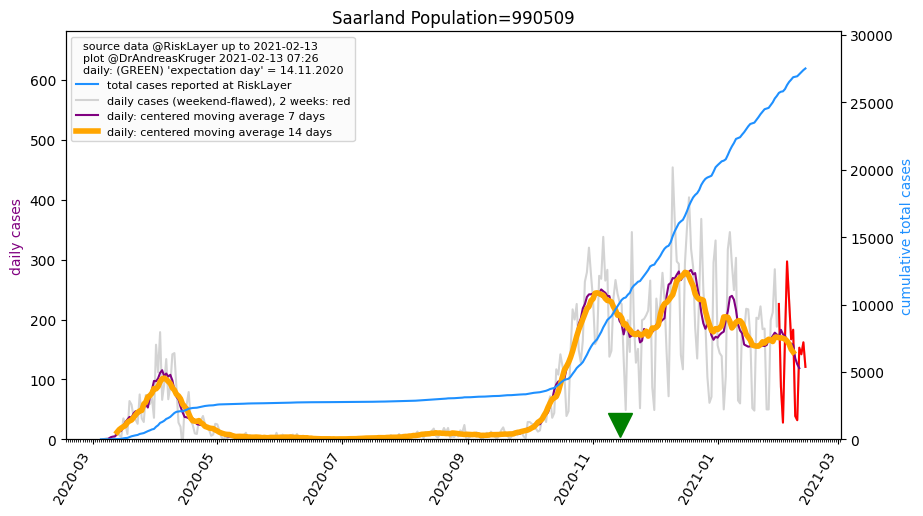 Saarland Population=990509
source data @RiskLayer up to 2021-02-13
plot @DrAndreasKruger 2021-02-13 07:26
daily: (GREEN) 'expectation day' = 14.11.2020
total cases reported at RiskLayer
daily cases (weekend-flawed), 2 weeks: red
daily: centered moving average 7 days
daily: centered moving average 14 days
daily cases
600
500
400
300
200
100
0
cumulative total cases
30000
25000
20000
15000
10000
5000
0
2020-03
2020-05
2020-07
2020-09
2020-11
2021-01
2021-03